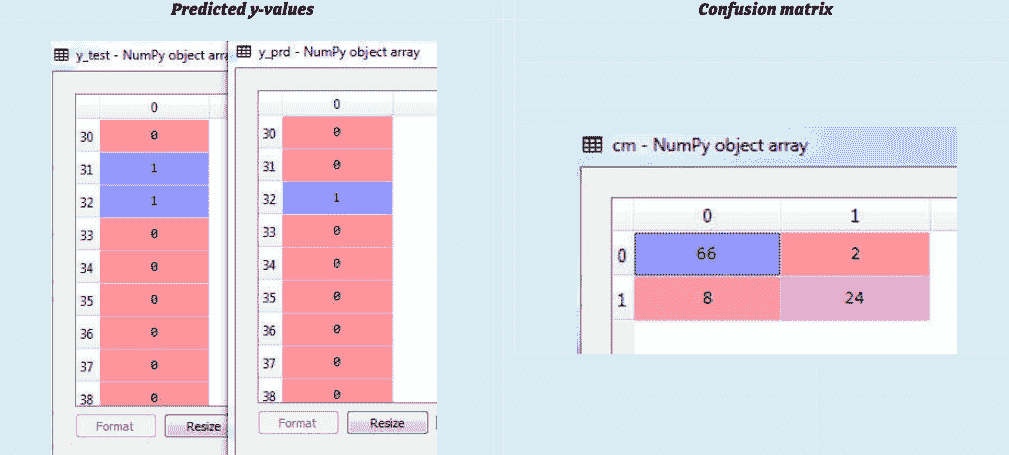 Predicted y-values
Confusion matrix
y_test - NumPy object arra
y_prd - NumPy object array
0
30 0
31 1
32 1
33 0
34 0
35 0
36 0
37 0
38 0
Format Resize
0
30 0
31 0
32 1
33 0
34 0
35 0
36 0
37 0
38 0
Format Resize
cm - NumPy object array
0 1
0 66 2
1 8 24